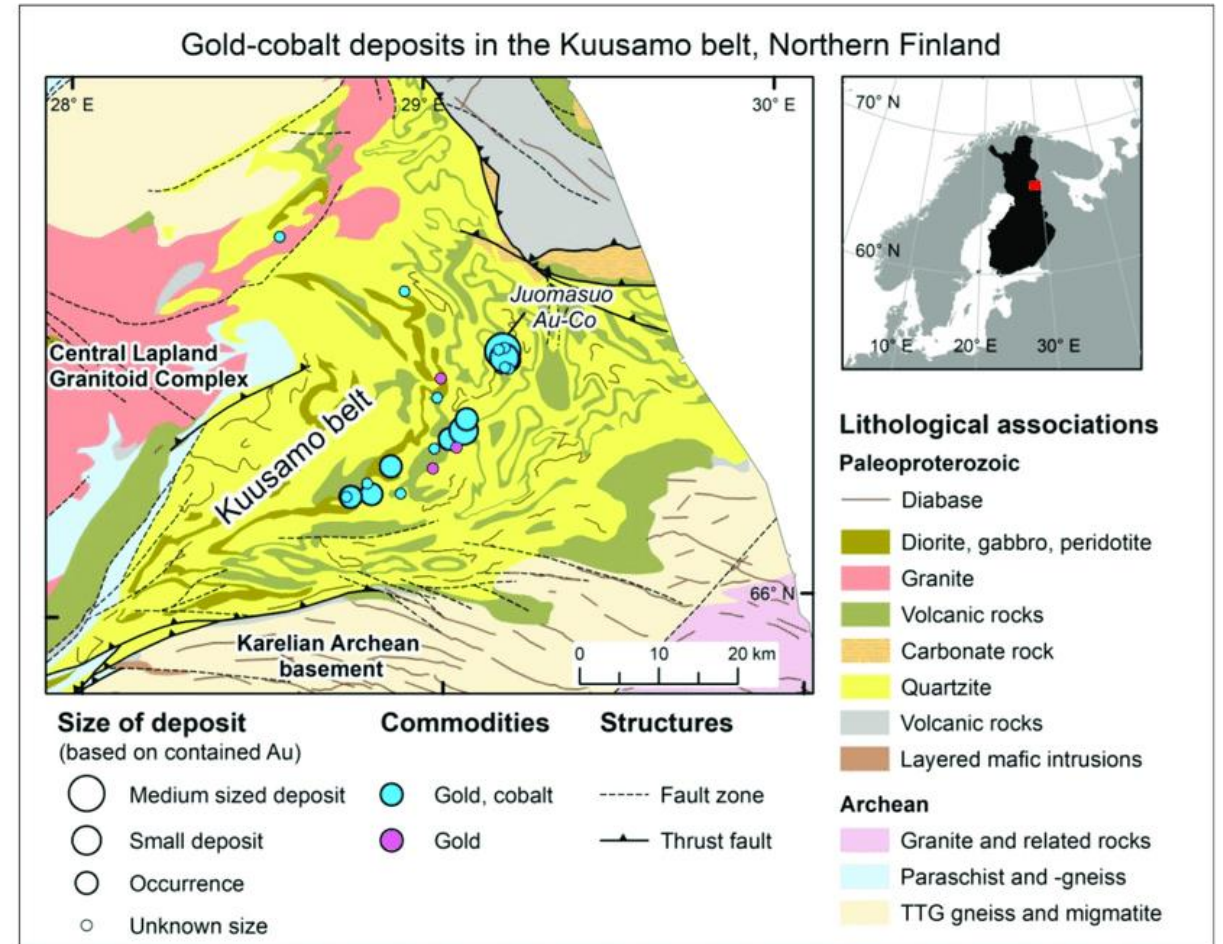 Gold-cobalt deposits in the Kuusamo belt, Northern Finland
28° E
29° E
30° E
Juomasuo
Au-Co
Central Lapland
Granitoid Complex
Kuusamo belt
66° N
Karelian Archean
basement
0 10 20 km
70° N
60° N
10° E 20° E 30° E
Size of deposit
(based on contained Au)
Medium sized deposit
Small deposit
Occurrence
Unknown size
Commodities
Gold, cobalt
Gold
Structures
Fault zone
Thrust fault
Lithological associations
Paleoproterozoic
Diabase
Diorite, gabbro, peridotite
Granite
Volcanic rocks
Carbonate rock
Quartzite
Volcanic rocks
Layered mafic intrusions
Archean
Granite and related rocks
Paraschist and -gneiss
TTG gneiss and migmatite